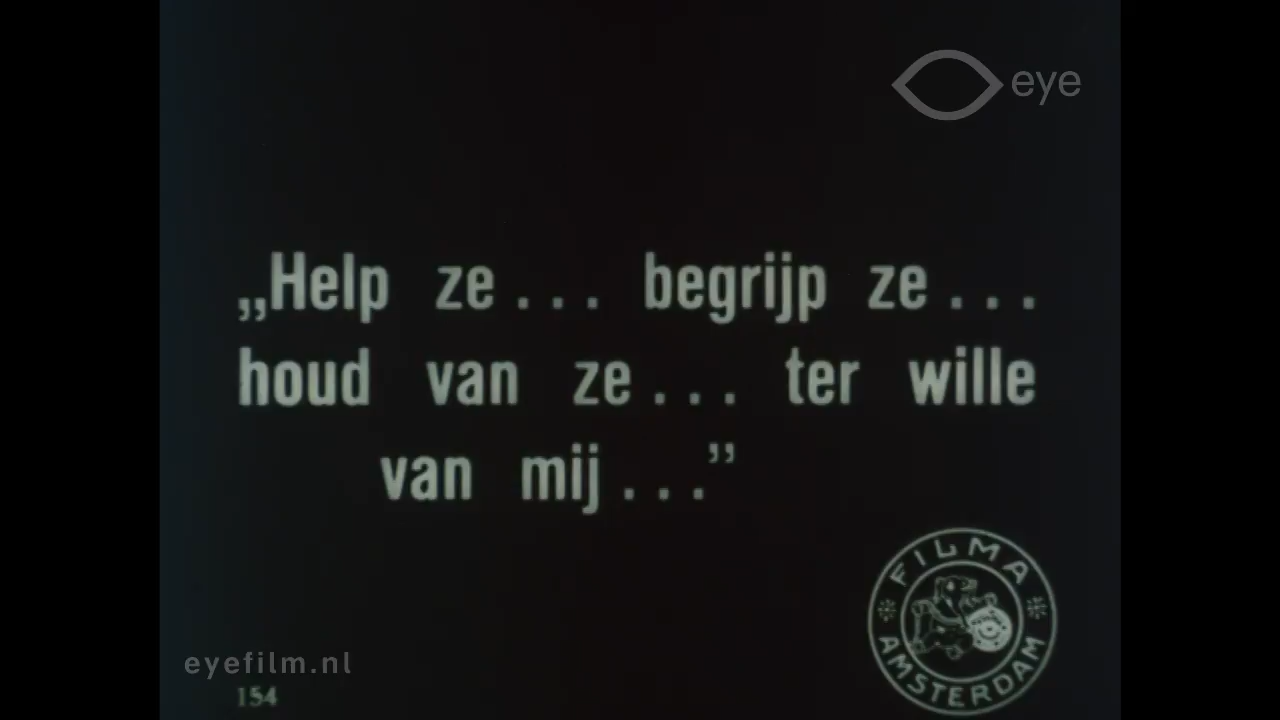 eye
„Help ze... begrijp ze...
houd van ze... ter wille
van mij...”
FILMA
AMSTERDAM
eyefilm.nl
154